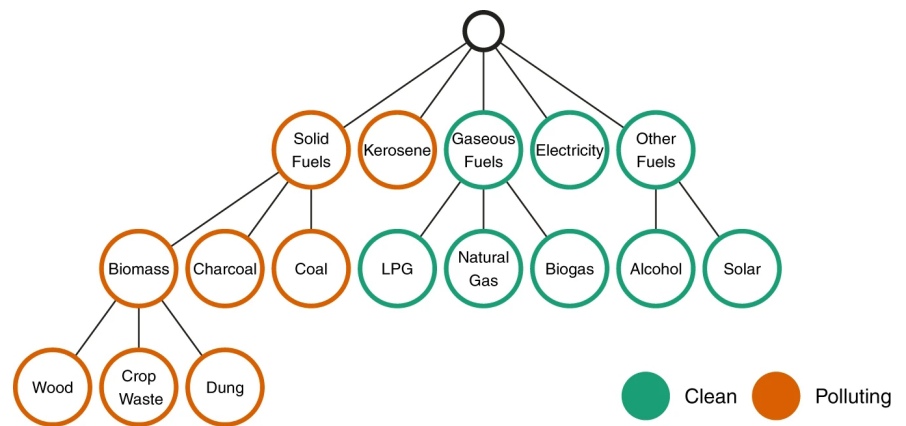 Solid
Fuels
Kerosene
Gaseous
Fuels
Electricity
Other
Fuels
Biomass
Charcoal
Coal
LPG
Natural
Gas
Biogas
Alcohol
Solar
Wood
Crop
Waste
Dung
Clean
Polluting